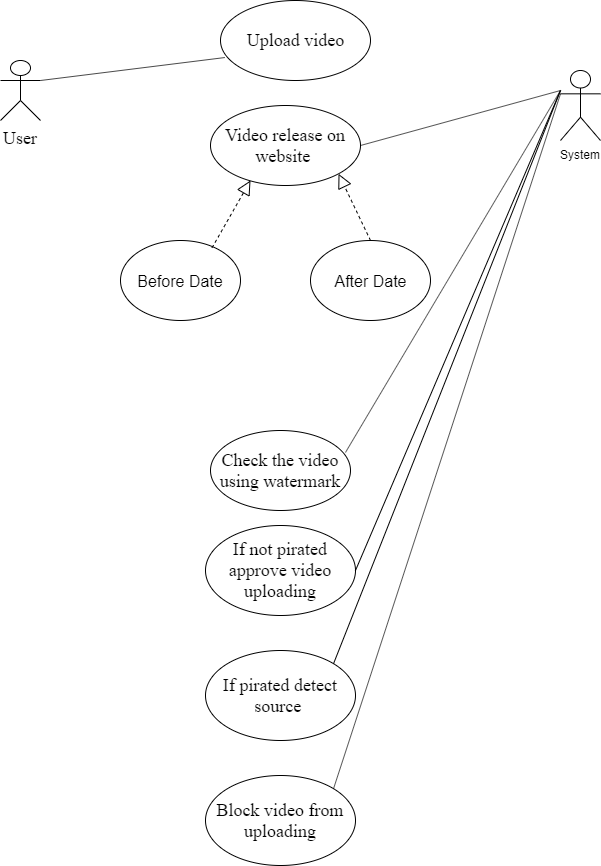 Upload video
User
Video release on
website
System
Before Date
After Date
Check the video
using watermark
If not pirated
approve video
uploading
If pirated detect
source
Block video from
uploading